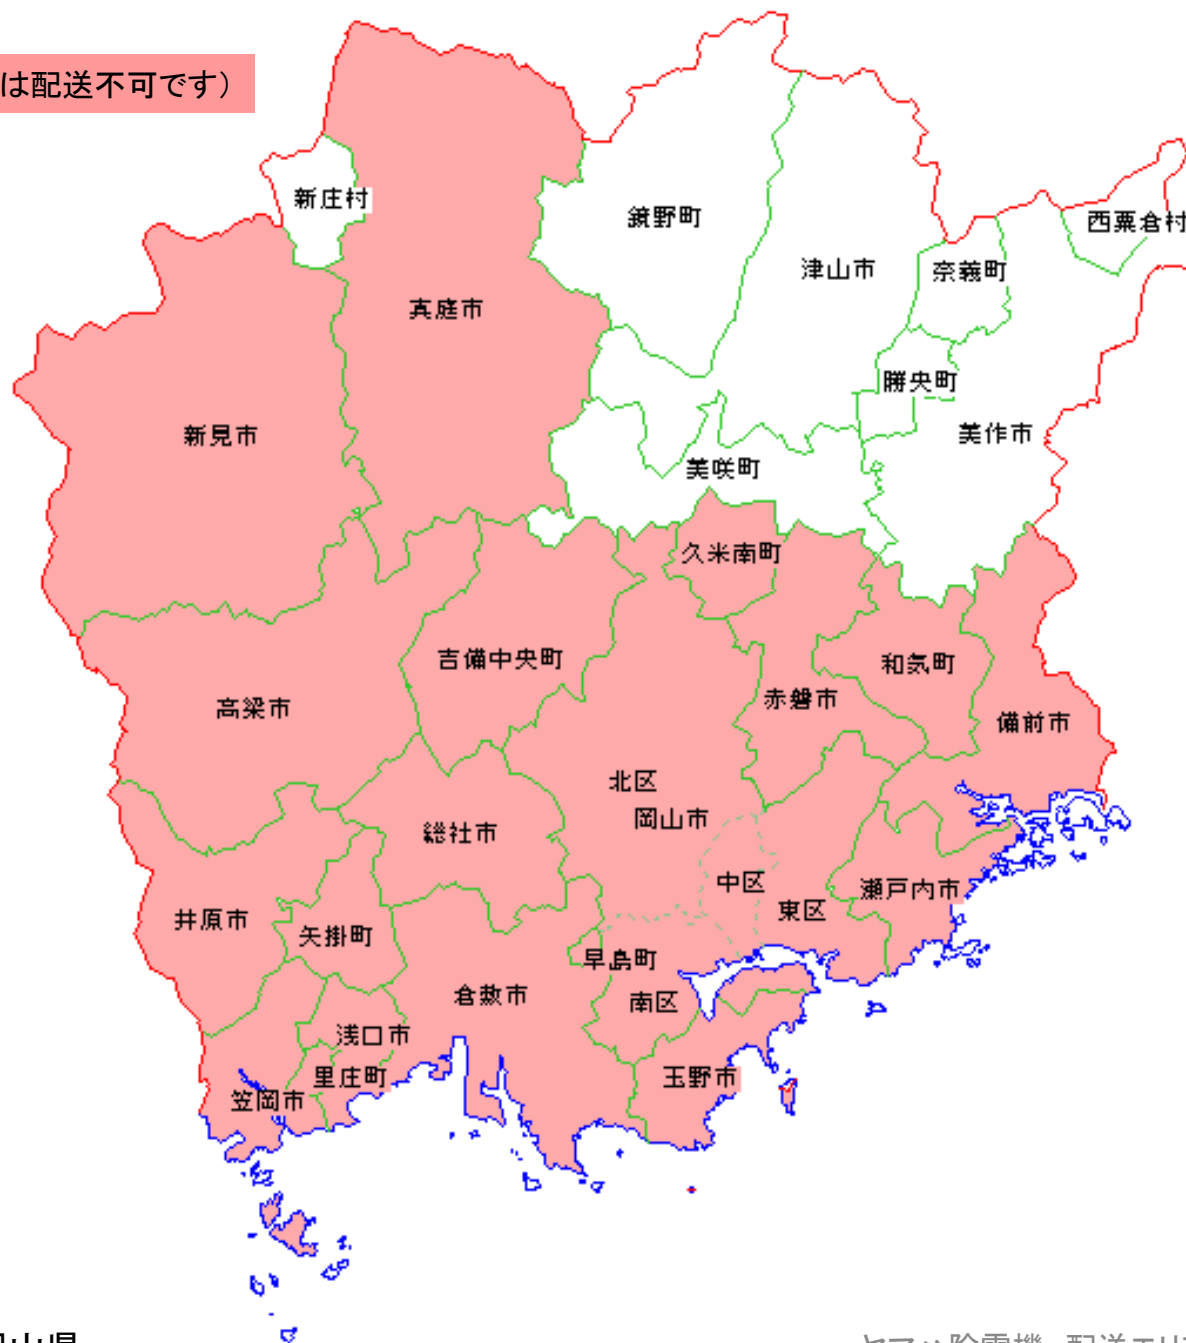 は配送不可です）
新庄村
鏡野町
西粟倉村
津山市
奈義町
真庭市
勝央町
新見市
美作市
美咲町
久米南町
吉備中央町
和気町
赤磐市
高梁市
備前市
北区
岡山市
総社市
中区
瀬戸内市
東区
井原市
矢掛町
早島町
倉敷市
南区
浅口市
里庄町
玉野市
笠岡市